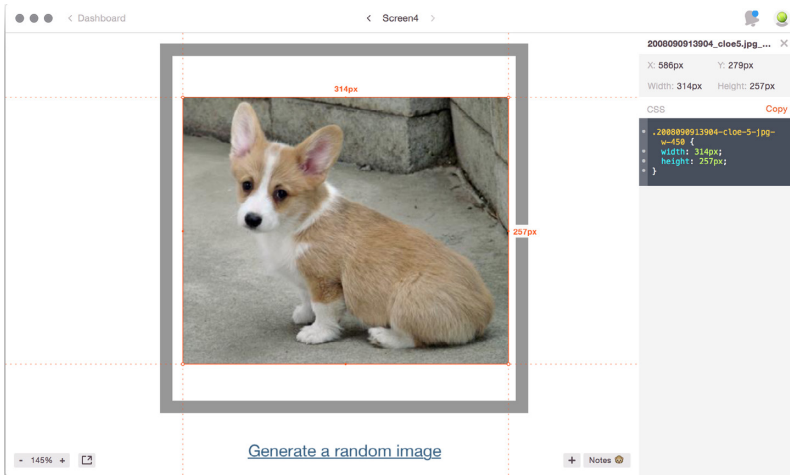 < Dashboard
< Screen4 >
2008090913904_cloe5.jpg_... ×
X: 586px Y: 279px
Width: 314px Height: 257px
CSS Copy
.2008090913904-cloe-5-jpg-
w-450 {
width: 314px;
height: 257px;
}
314px
257px
Generate a random image
- 145% +
+ Notes